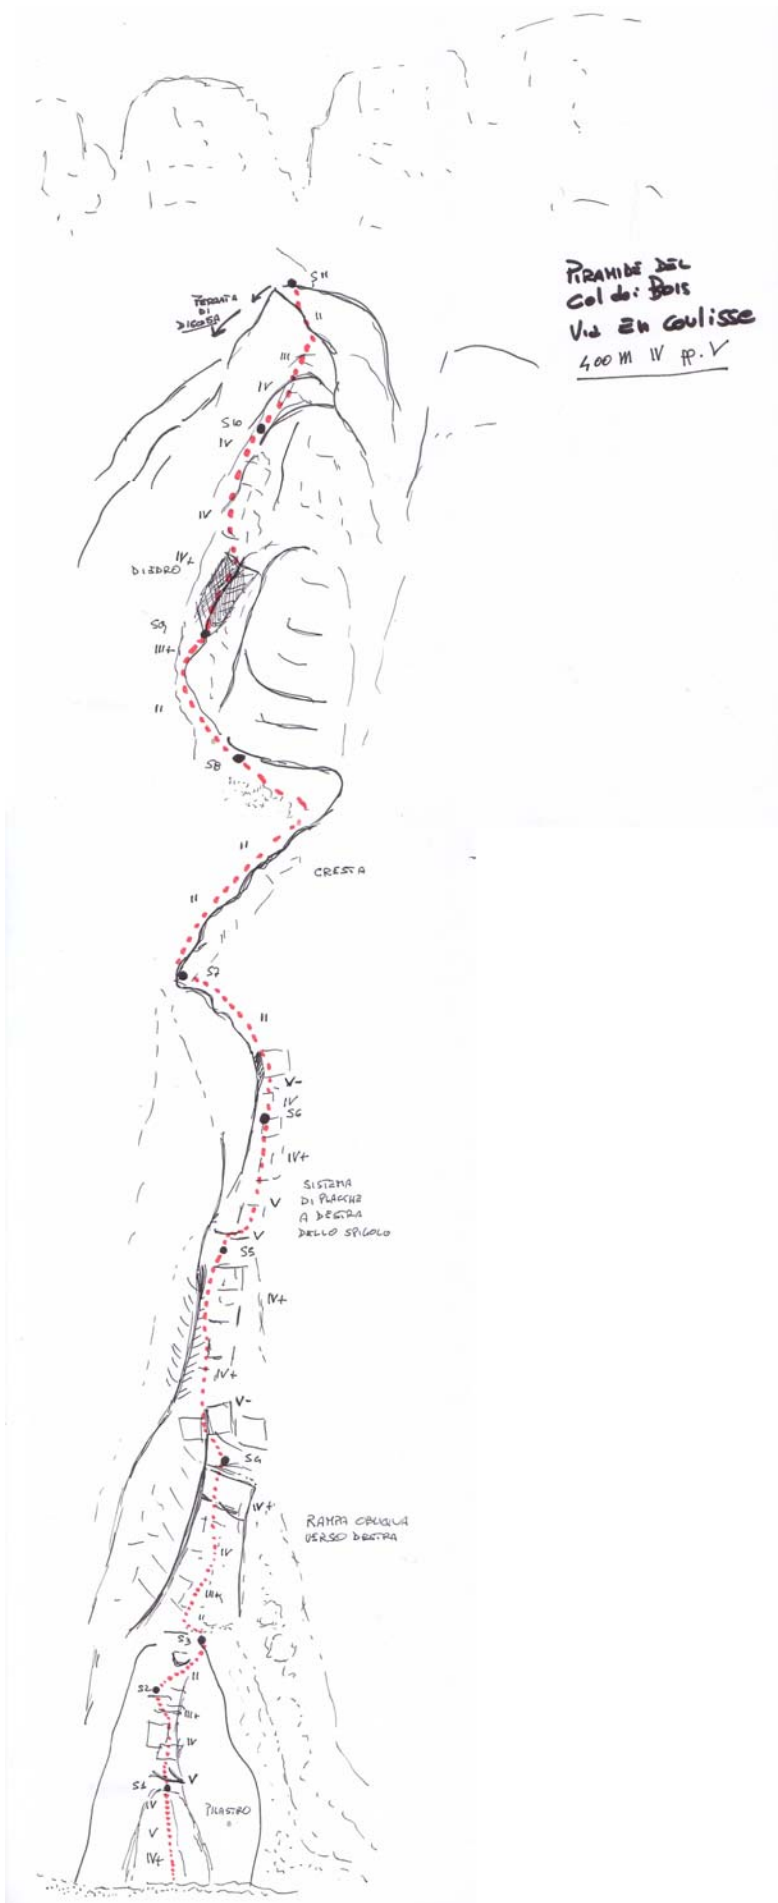 S11
PIRAMIDE DEL
Col dei Bois
Via En Coulisse
400 m IV pp. V
FERRATA
DI
DIBONA
II
III
IV
S10
IV
IV
IV+
DIEDRO
S9
III+
II
S8
II
CRESTA
II
S7
II
V-
IV
S6
IV+
SISTEMA
DI PLACCHE
A DESTRA
DELLO SPIGOLO
V
V
S5
IV+
IV+
V-
S4
IV+
RAMPA OBLIQUA
VERSO DESTRA
IV
III+
II
S3
II
S2
III+
IV
V
S1
IV
PILASTRO
V
IV+